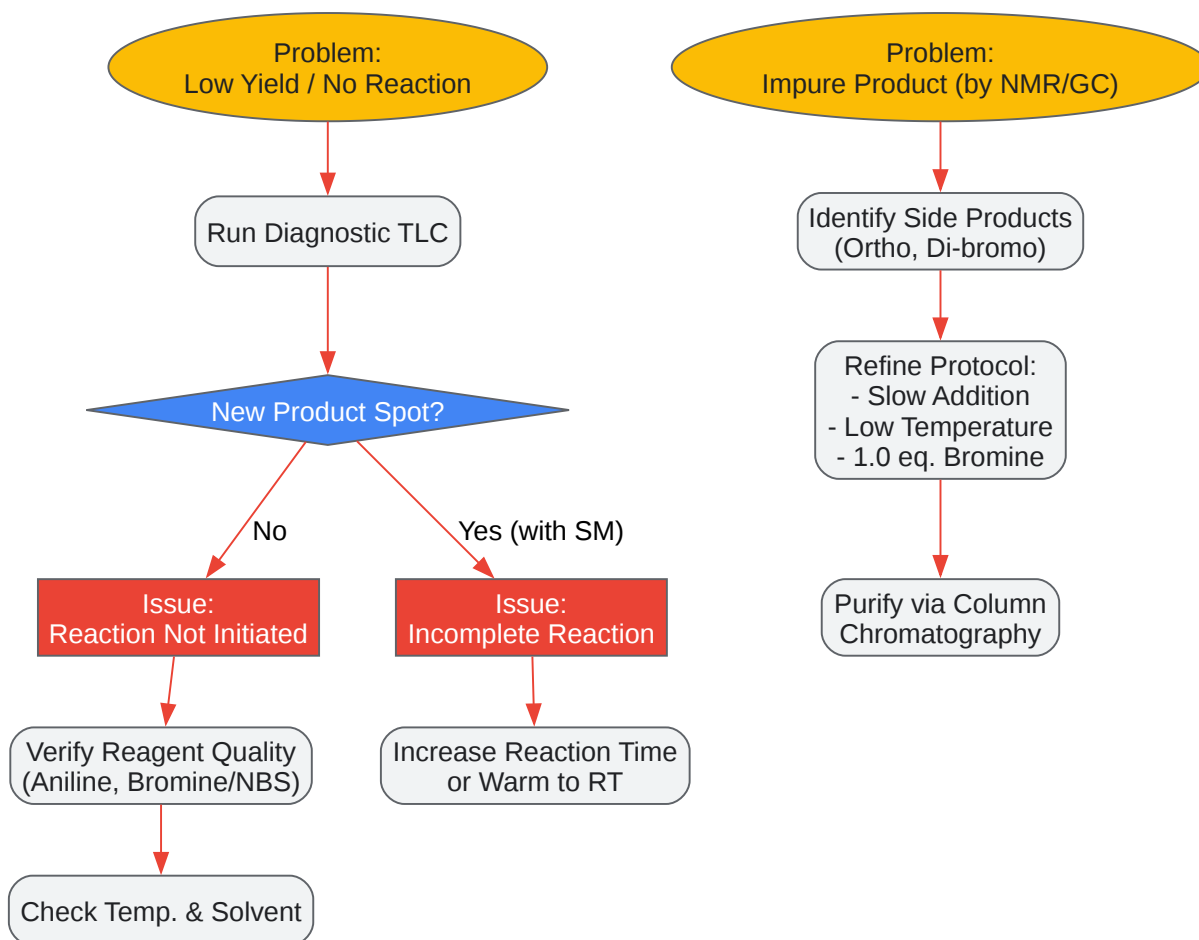 Problem:
Low Yield / No Reaction
Run Diagnostic TLC
New Product Spot?
No
Yes (with SM)
Issue:
Reaction Not Initiated
Issue:
Incomplete Reaction
Verify Reagent Quality
(Aniline, Bromine/NBS)
Increase Reaction Time
or Warm to RT
Check Temp. & Solvent
Problem:
Impure Product (by NMR/GC)
Identify Side Products
(Ortho, Di-bromo)
Refine Protocol:
- Slow Addition
- Low Temperature
- 1.0 eq. Bromine
Purify via Column
Chromatography